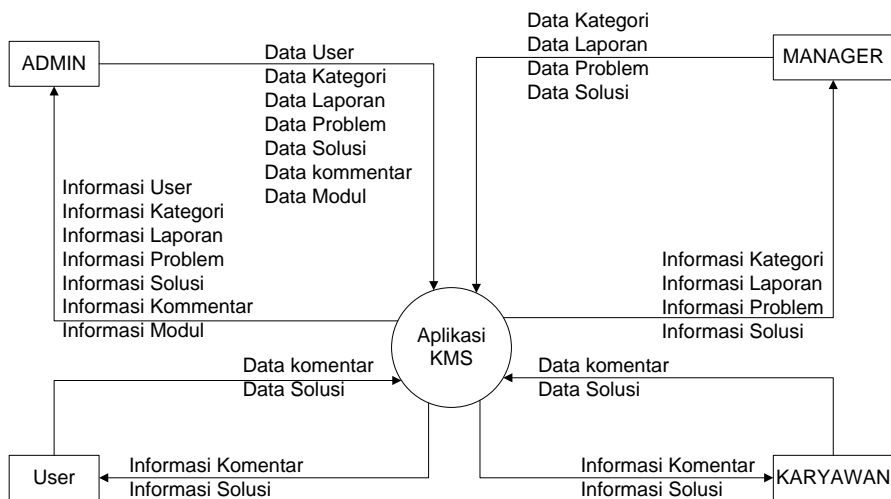 ADMIN
Data User
Data Kategori
Data Laporan
Data Problem
Data Solusi
Data kommentar
Data Modul
Data Kategori
Data Laporan
Data Problem
Data Solusi
MANAGER
Informasi User
Informasi Kategori
Informasi Laporan
Informasi Problem
Informasi Solusi
Informasi Kommentar
Informasi Modul
Informasi Kategori
Informasi Laporan
Informasi Problem
Informasi Solusi
Aplikasi
KMS
Data komentar
Data Solusi
Data komentar
Data Solusi
User
Informasi Komentar
Informasi Solusi
Informasi Komentar
Informasi Solusi
KARYAWAN